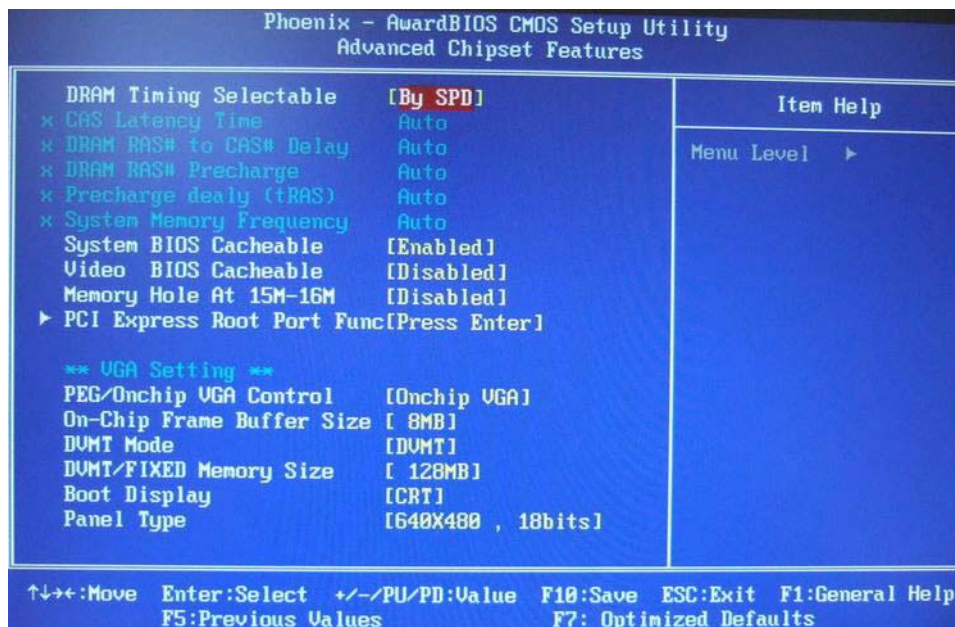 Phoenix - AwardBIOS CMOS Setup Utility
Advanced Chipset Features
DRAM Timing Selectable [By SPD]
x CAS Latency Time Auto
x DRAM RAS# to CAS# Delay Auto
x DRAM RAS# Precharge Auto
x Precharge dealy (tRAS) Auto
x System Memory Frequency Auto
System BIOS Cacheable [Enabled]
Video BIOS Cacheable [Disabled]
Memory Hole At 15M-16M [Disabled]
► PCI Express Root Port Func[Press Enter]
** VGA Setting **
PEG/Onchip VGA Control [Onchip VGA]
On-Chip Frame Buffer Size [ 8MB]
DVMT Mode [DVMT]
DVMT/FIXED Memory Size [ 128MB]
Boot Display [CRT]
Panel Type [640X480 , 18bits]
Item Help
Menu Level ►
↑↓→←:Move Enter:Select +/-/PU/PD:Value F10:Save ESC:Exit F1:General Help
F5:Previous Values F7: Optimized Defaults